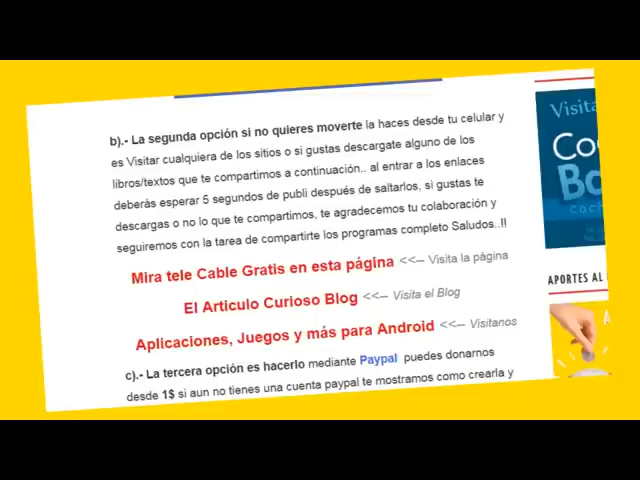 b).- La segunda opción si no quieres moverte la haces desde tu celular y
es Visitar cualquiera de los sitios o si gustas descargate alguno de los
libros/textos que te compartimos a continuación.. al entrar a los enlaces
deberás esperar 5 segundos de publi después de saltarlos, si gustas te
descargas o no lo que te compartimos, te agradecemos tu colaboración y
seguiremos con la tarea de compartirte los programas completo Saludos..!!
Mira tele Cable Gratis en esta página <<-- Visita la página
El Articulo Curioso Blog <<-- Visita el Blog
Aplicaciones, Juegos y más para Android <<-- Visitanos
c).- La tercera opción es hacerlo mediante Paypal puedes donarnos
desde 1$ si aun no tienes una cuenta paypal te mostramos como crearla y
Visita
Co
Bo
COCH
APORTES AL
A